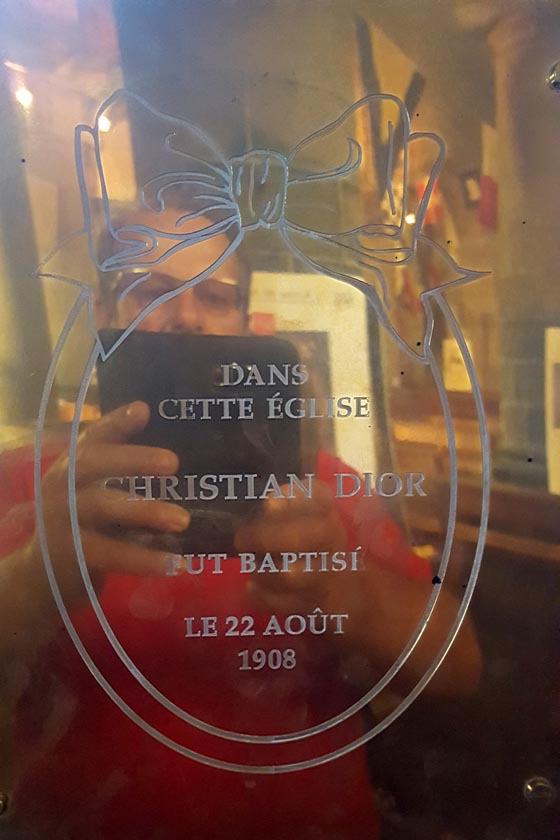 DANS
CETTE ÉGLISE
CHRISTIAN DIOR
FUT BAPTISÉ
LE 22 AOÛT
1908